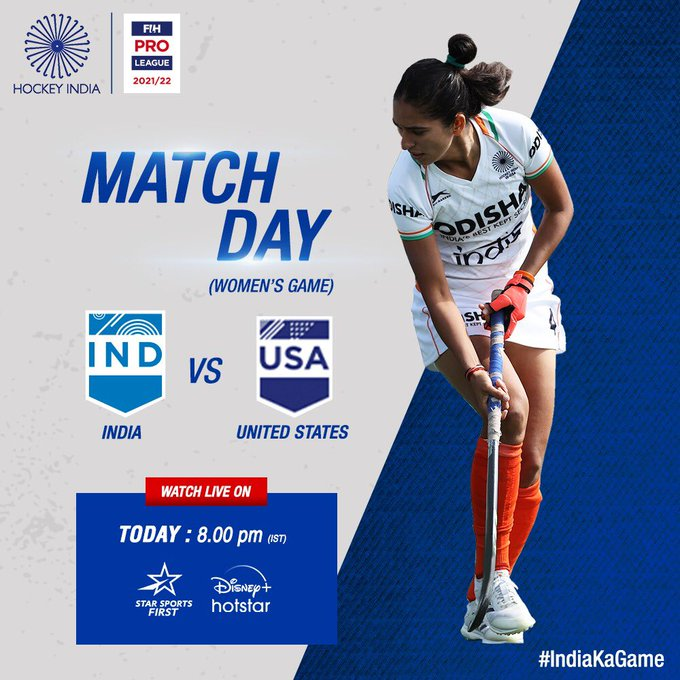 HOCKEY INDIA
FIH
PRO
LEAGUE
2021/22
MATCH
DAY
(WOMEN'S GAME)
IND
VS
USA
INDIA
UNITED STATES
WATCH LIVE ON
TODAY : 8.00 pm (IST)
STAR SPORTS
FIRST
Disney+
hotstar
ODISHA
INDIA'S BEST KEPT SECRET
India
#IndiaKaGame